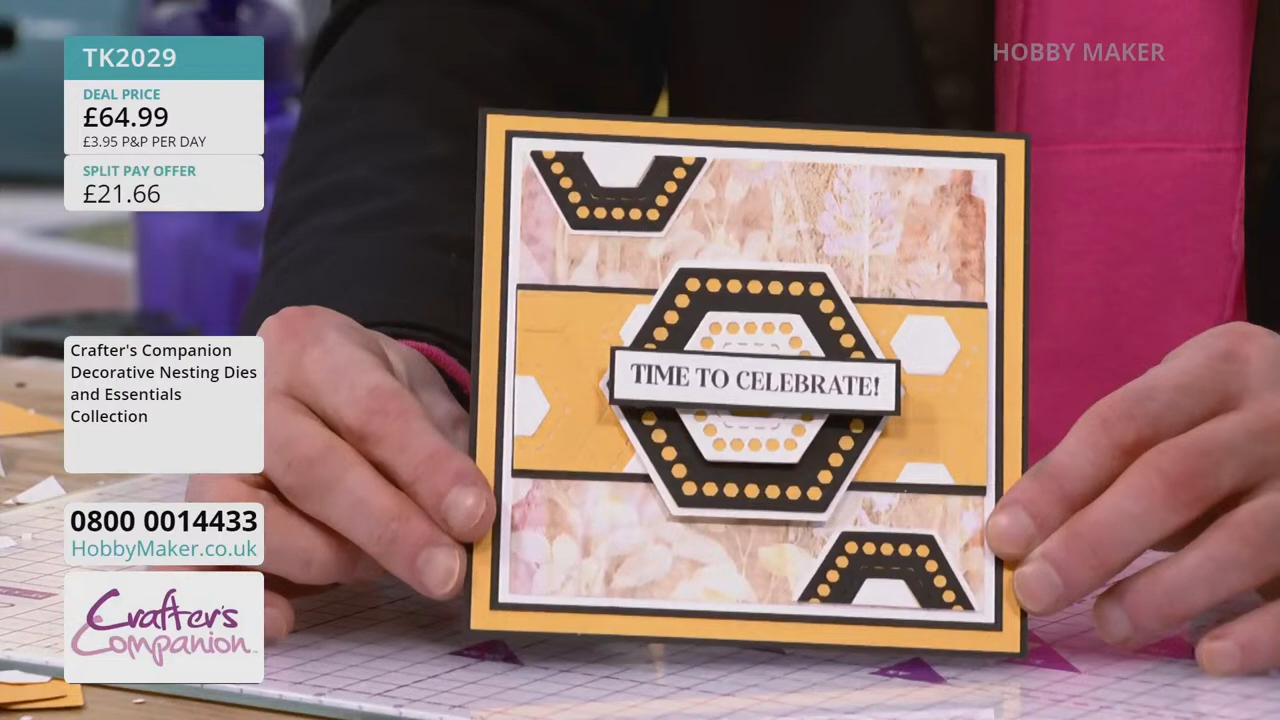 TK2029
DEAL PRICE
£64.99
£3.95 P&P PER DAY
SPLIT PAY OFFER
£21.66
Crafter's Companion
Decorative Nesting Dies
and Essentials
Collection
0800 0014433
HobbyMaker.co.uk
Crafter's
Companion
HOBBY MAKER
TIME TO CELEBRATE!